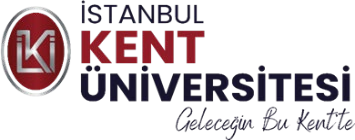 İSTANBUL
KENT
ÜNİVERSİTESİ
Geleceğin Bu Kent'te